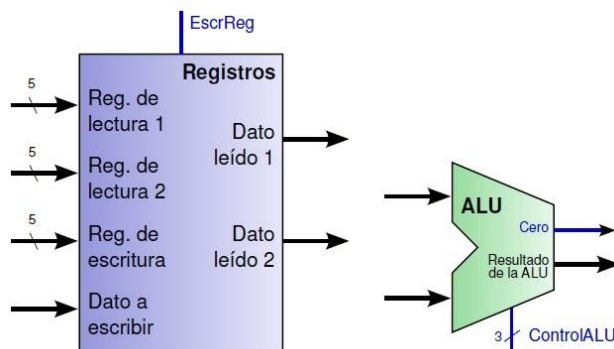 EscrReg
Registros
5
Reg. de
lectura 1
5
Reg. de
lectura 2
5
Reg. de
escritura
Dato a
escribir
Dato
leído 1
Dato
leído 2
ALU
Cero
Resultado
de la ALU
3
ControlALU